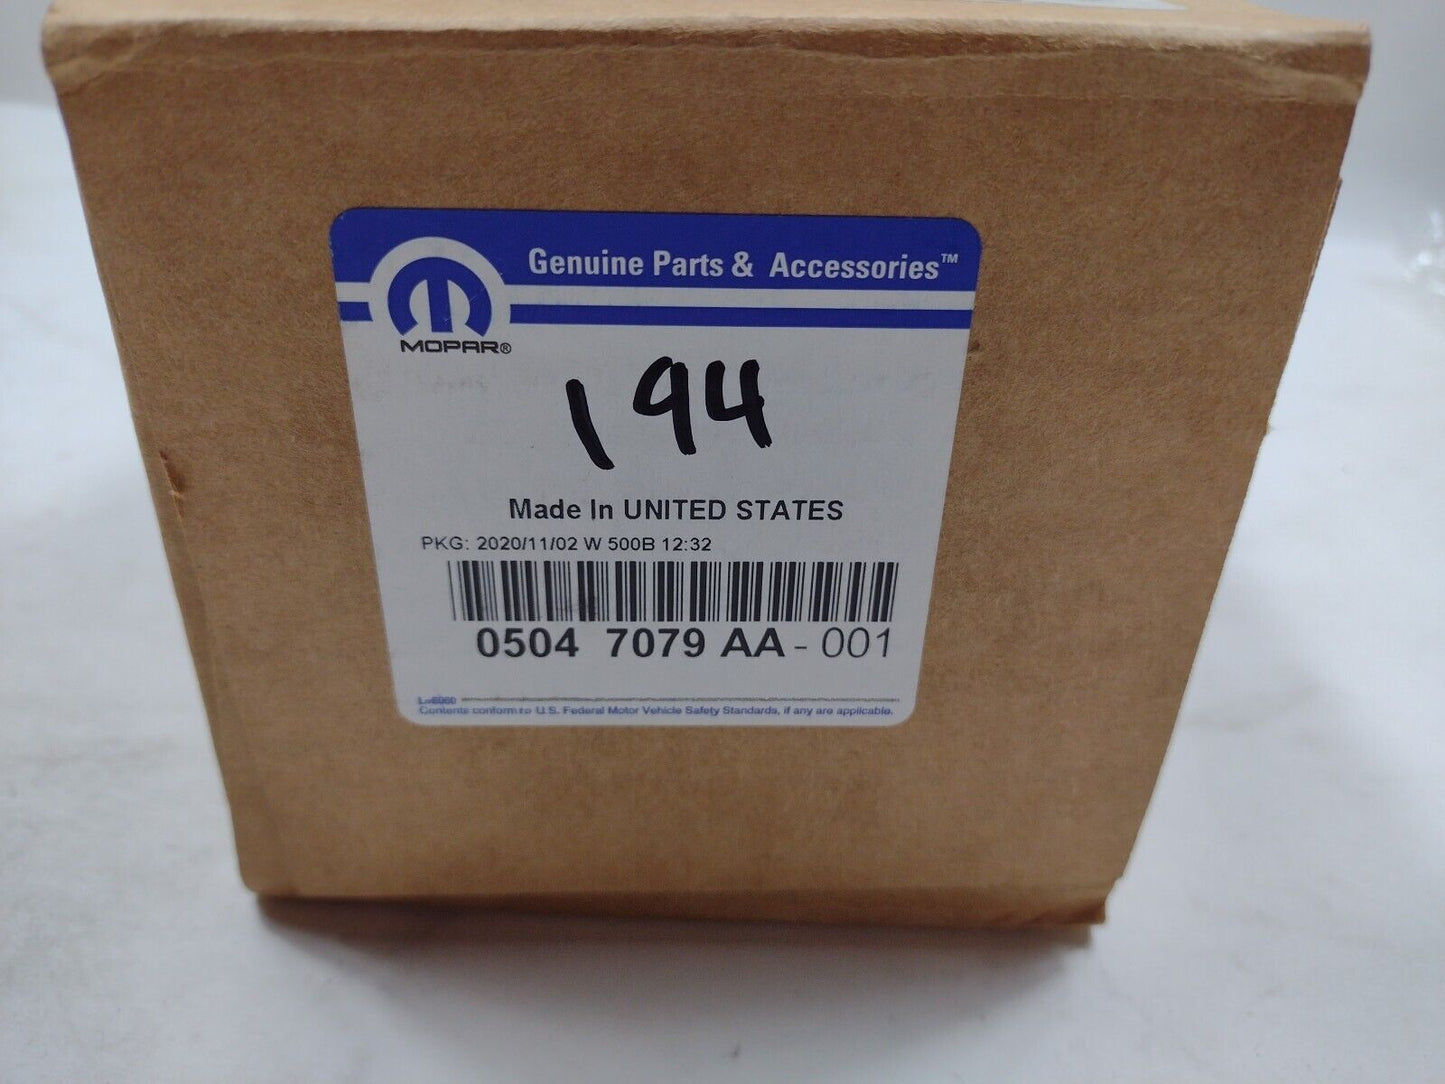 Genuine Parts & Accessories™
MOPAR®
194
Made In UNITED STATES
PKG: 2020/11/02 W 500B 12:32
0504 7079 AA - 001
Contents conform to U.S. Federal Motor Vehicle Safety Standards, if any are applicable.